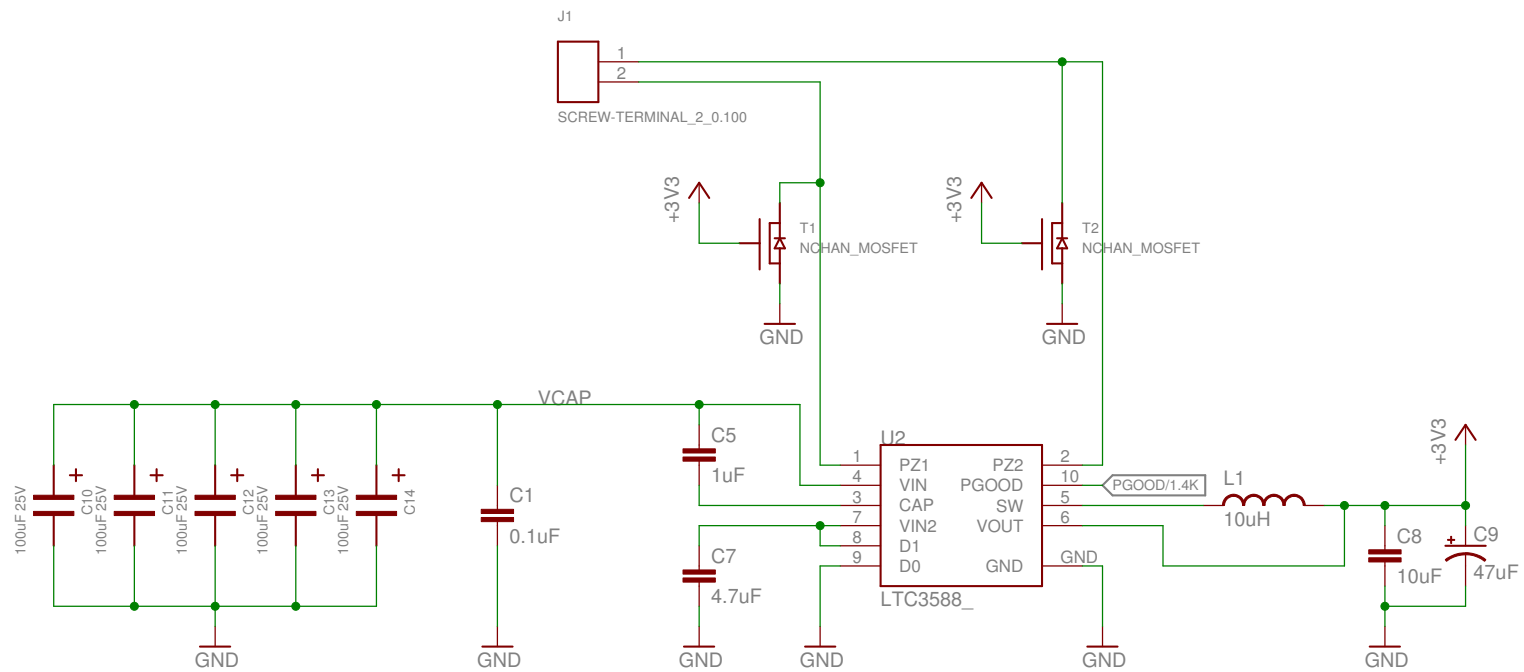 J1
1
2
SCREW-TERMINAL_2_0.100
+3V3
T1
NCHAN_MOSFET
GND
+3V3
T2
NCHAN_MOSFET
GND
VCAP
+
C10
100uF 25V
+
C11
100uF 25V
+
C12
100uF 25V
+
C13
100uF 25V
+
C14
100uF 25V
GND
C1
0.1uF
GND
C5
1uF
C7
4.7uF
GND
GND
U2
1 PZ1 PZ2 2
4 VIN PGOOD 10 PGOOD/1.4K
3 CAP SW 5
7 VIN2 VOUT 6
8 D1
9 D0 GND GND
LTC3588_
GND
L1
10uH
+3V3
C8
10uF
+
C9
47uF
GND